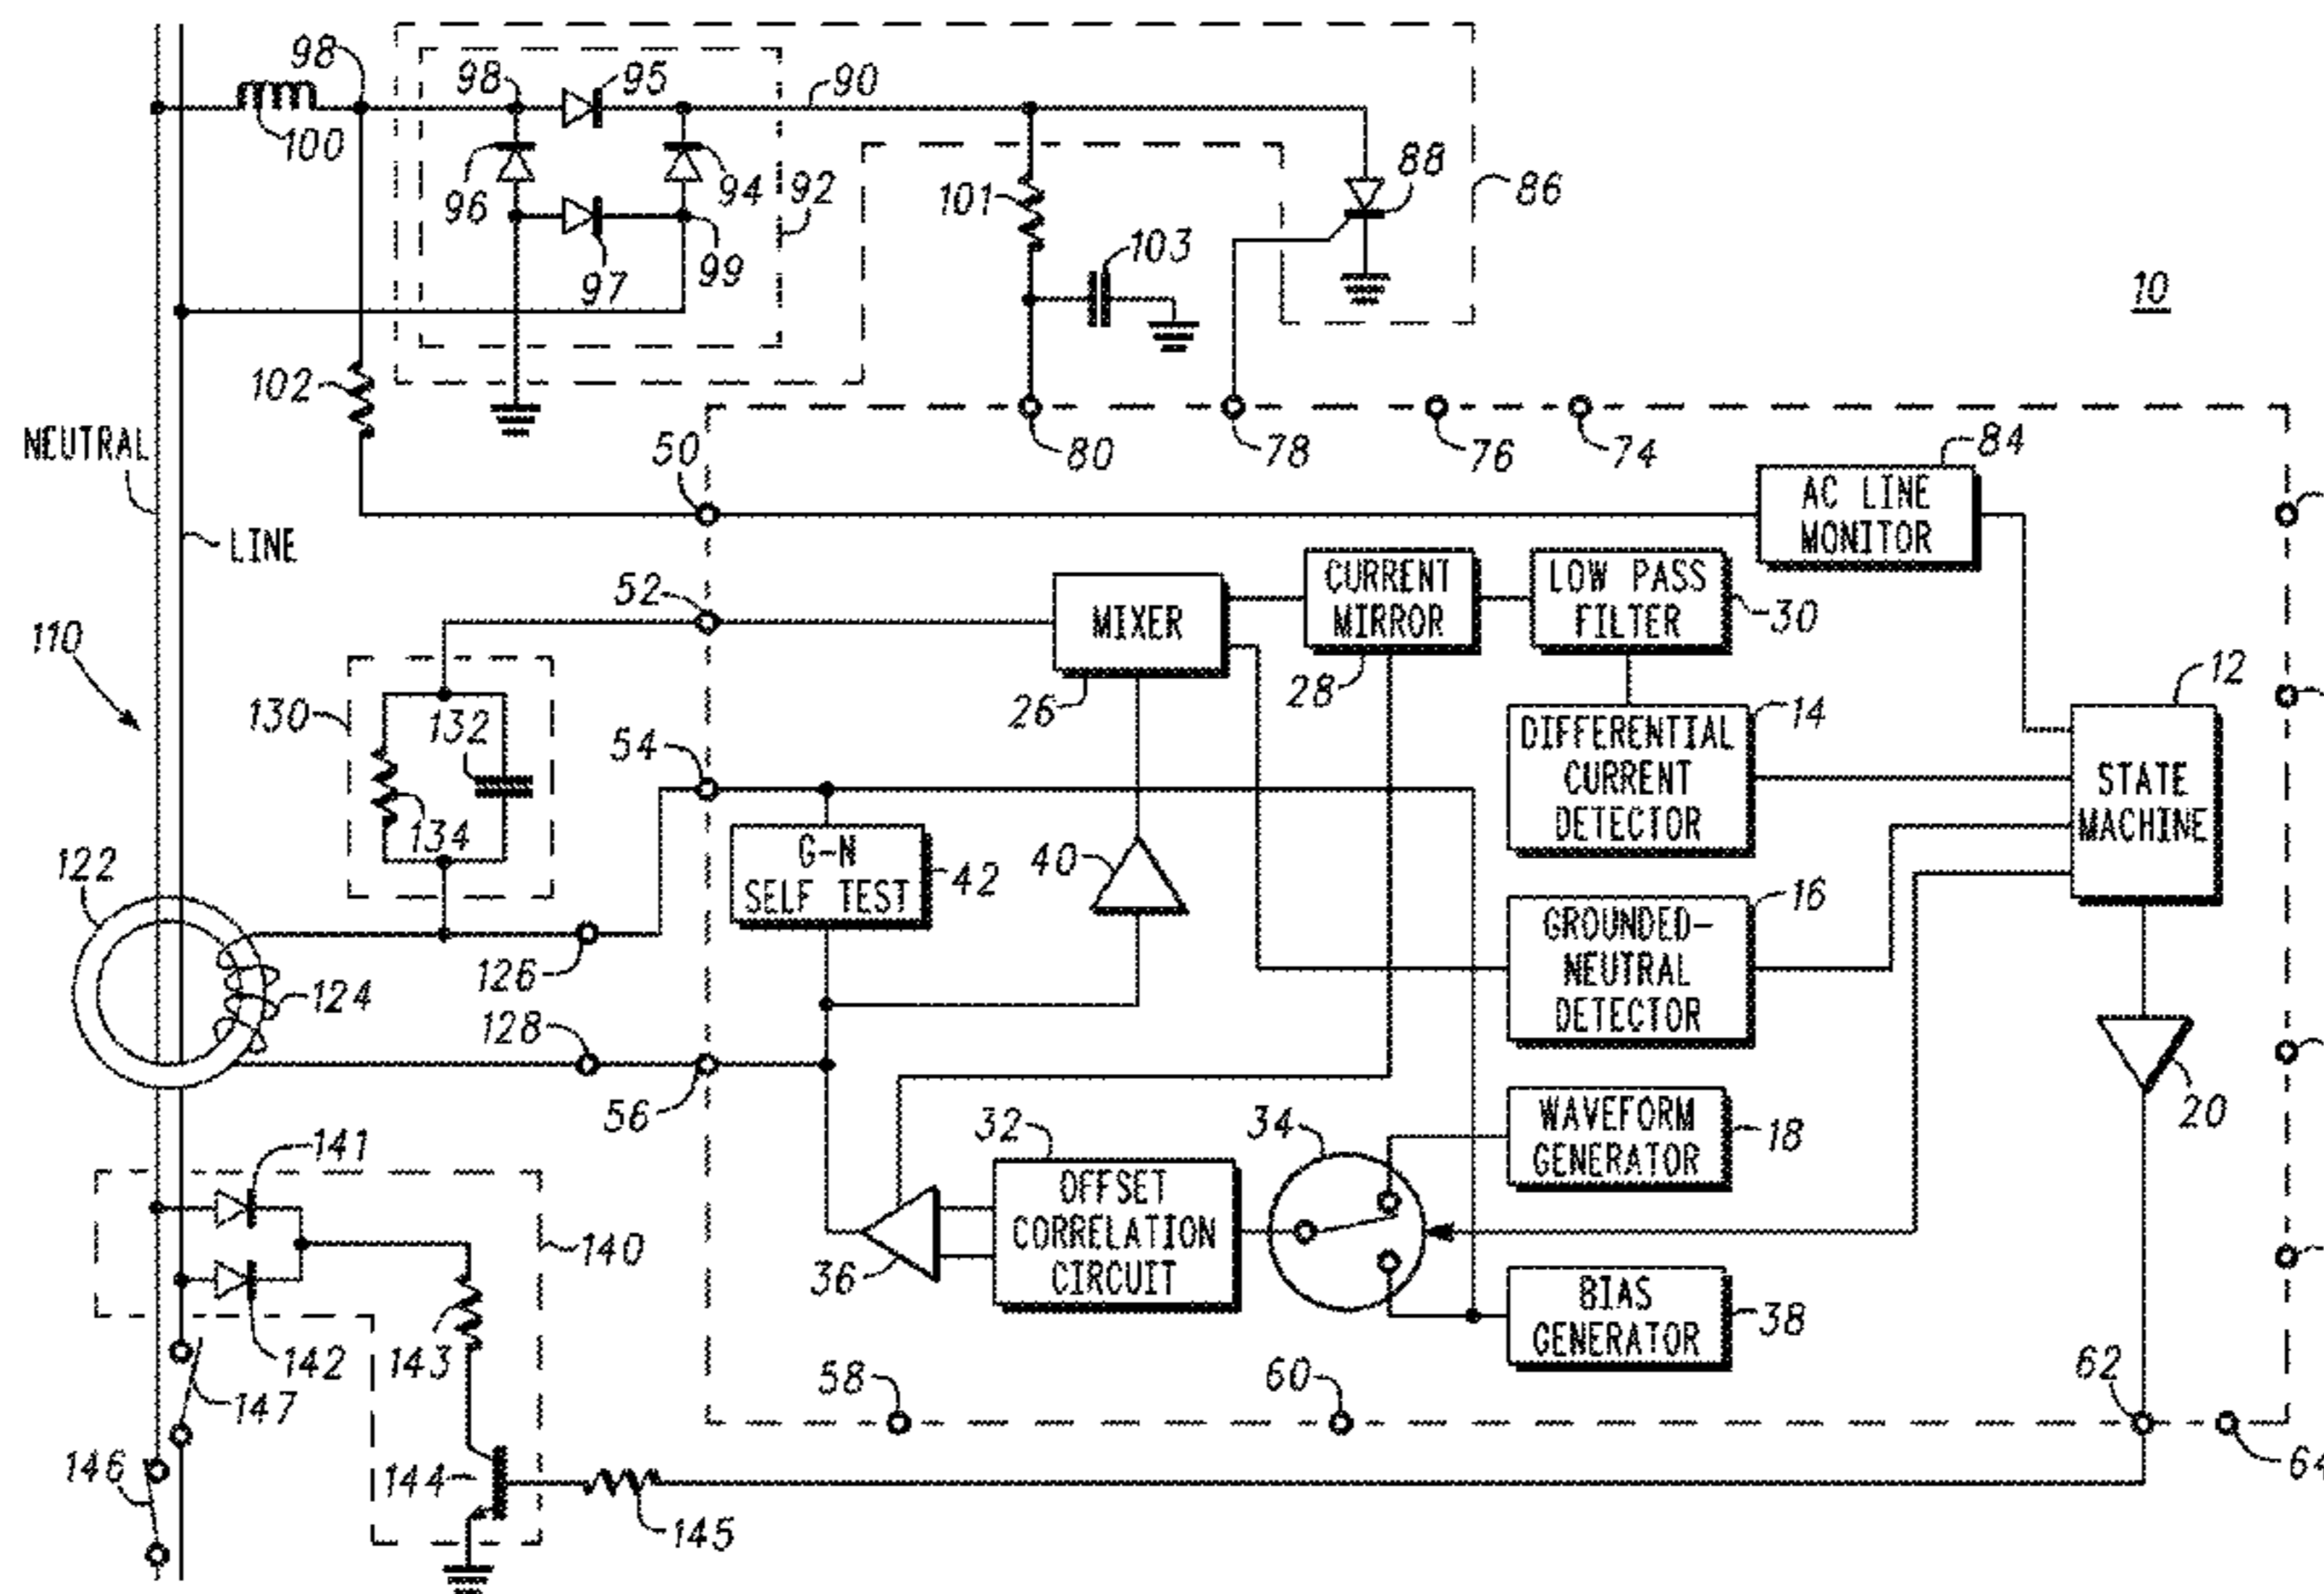 98
98
95
90
100
96
94
92
101
88
86
97
99
103
10
102
NEUTRAL
50
80
78
76
74
84
AC LINE
MONITOR
LINE
52
MIXER
CURRENT
MIRROR
LOW PASS
FILTER
30
110
130
132
134
26
28
12
54
DIFFERENTIAL
CURRENT
DETECTOR
14
STATE
MACHINE
122
G-N
SELF TEST
42
40
16
GROUNDED-
NEUTRAL
DETECTOR
124
126
128
56
20
141
32
34
WAVEFORM
GENERATOR
18
140
36
OFFSET
CORRELATION
CIRCUIT
BIAS
GENERATOR
38
142
143
147
58
60
62
146
144
145
64